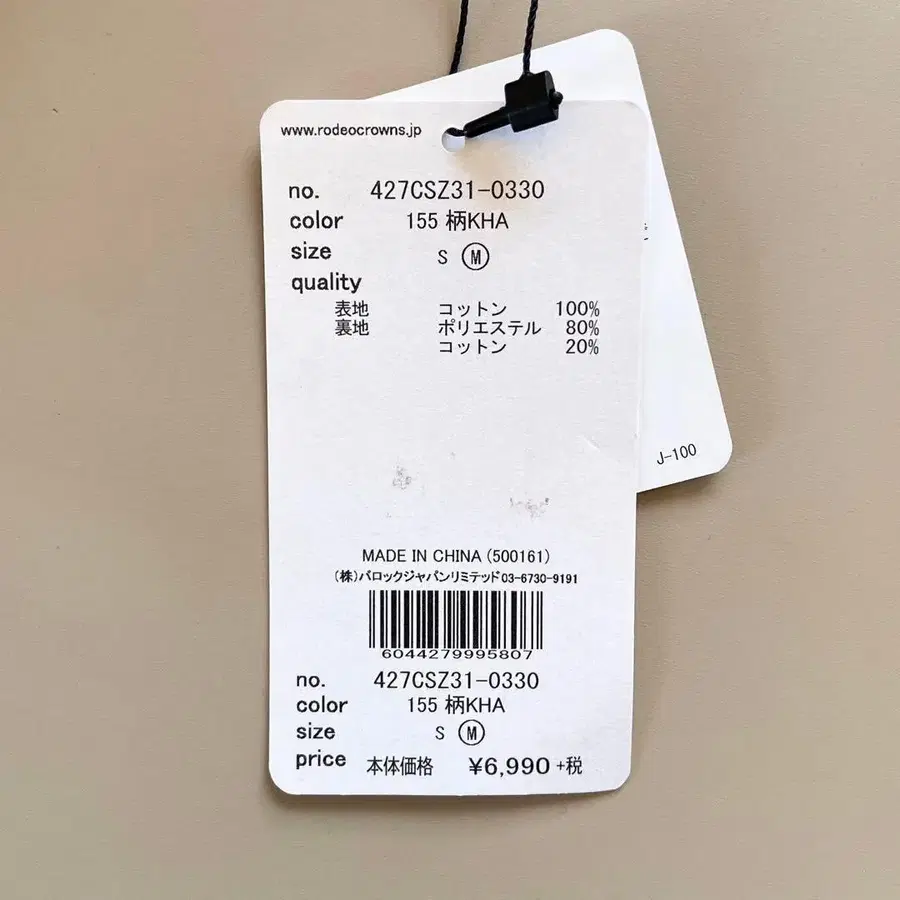 www.rodeocrowns.jp
no. 427CSZ31-0330
color 155 柄KHA
size S Ⓜ
quality
表地 コットン 100%
裏地 ポリエステル 80%
コットン 20%
J-100
MADE IN CHINA (500161)
(株)バロックジャパンリミテッド03-6730-9191
6044279995807
no. 427CSZ31-0330
color 155 柄KHA
size S Ⓜ
price 本体価格 ¥6,990 +税